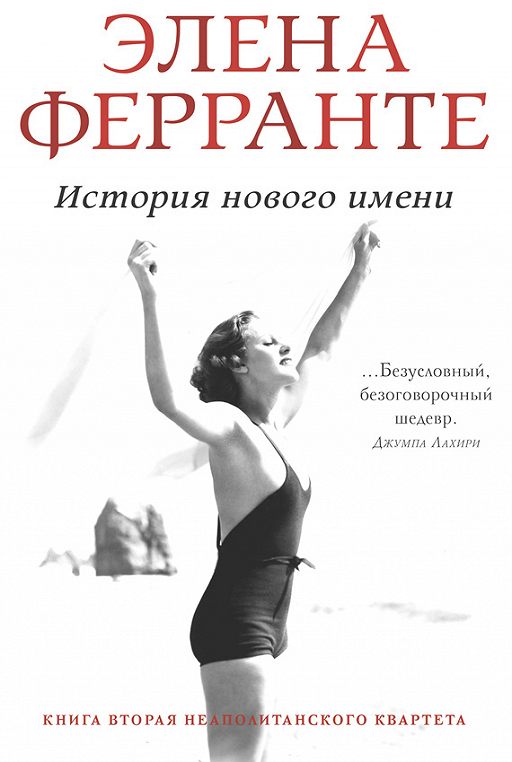 ЭЛЕНА
ФЕРРАНТЕ
История нового имени
...Безусловный,
безоговорочный
шедевр.
Джумпа Лахири
КНИГА ВТОРАЯ НЕАПОЛИТАНСКОГО КВАРТЕТА